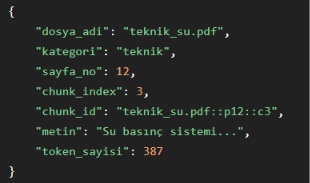 {
"dosya_adi": "teknik_su.pdf",
"kategori": "teknik",
"sayfa_no": 12,
"chunk_index": 3,
"chunk_id": "teknik_su.pdf::p12::c3",
"metin": "Su basınç sistemi...",
"token_sayisi": 387
}